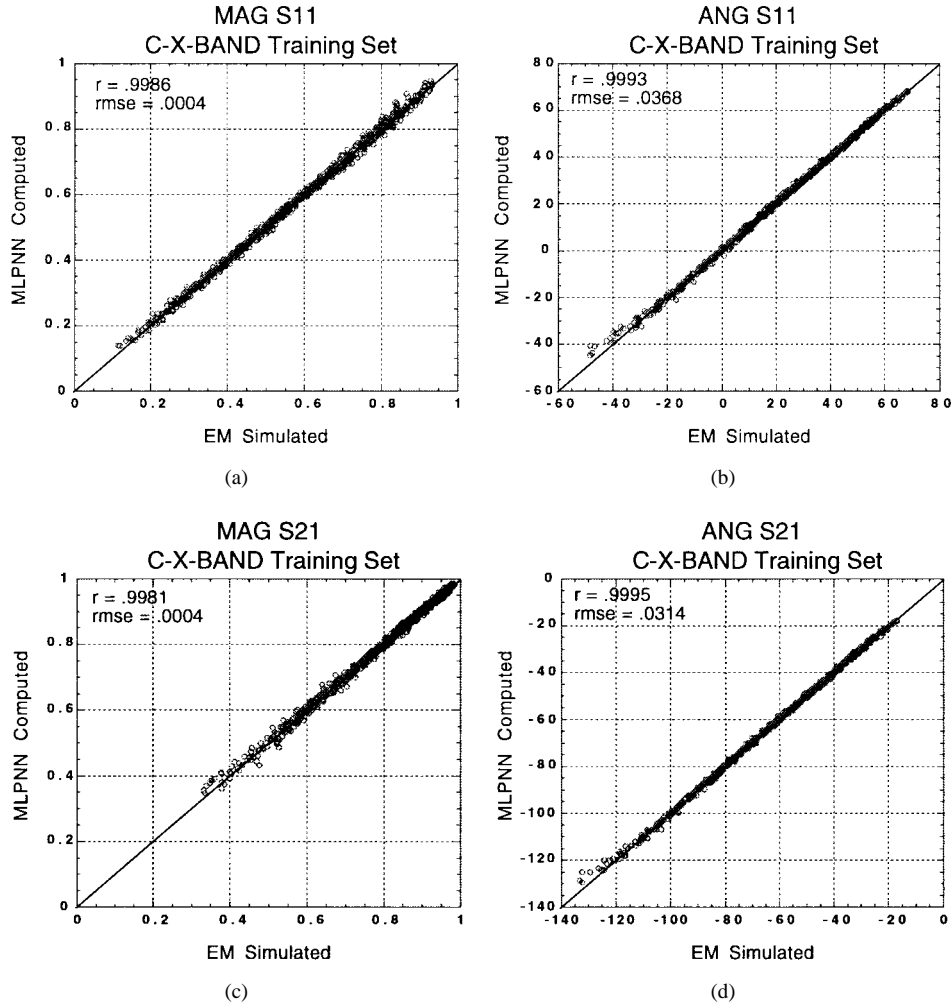 MAG S11
C-X-BAND Training Set
r = .9986
rmse = .0004
MLPNN Computed
1
0.8
0.6
0.4
0.2
0
0 0.2 0.4 0.6 0.8 1
EM Simulated
(a)
ANG S11
C-X-BAND Training Set
r = .9993
rmse = .0368
MLPNN Computed
80
60
40
20
0
-20
-40
-60
-60 -40 -20 0 20 40 60 80
EM Simulated
(b)
MAG S21
C-X-BAND Training Set
r = .9981
rmse = .0004
MLPNN Computed
1
0.8
0.6
0.4
0.2
0
0 0.2 0.4 0.6 0.8 1
EM Simulated
(c)
ANG S21
C-X-BAND Training Set
r = .9995
rmse = .0314
MLPNN Computed
0
-20
-40
-60
-80
-100
-120
-140
-140 -120 -100 -80 -60 -40 -20 0
EM Simulated
(d)